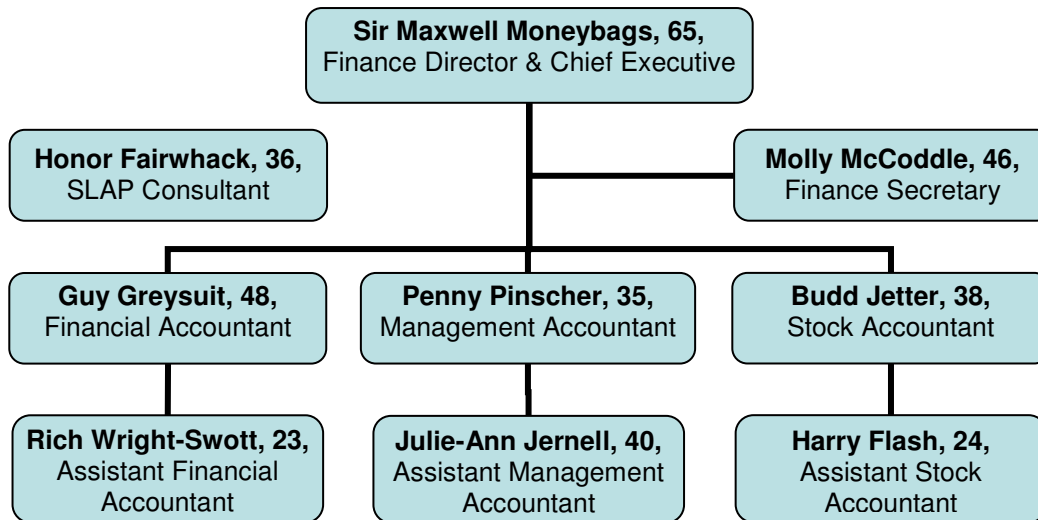 Sir Maxwell Moneybags, 65,
Finance Director & Chief Executive
Honor Fairwhack, 36,
SLAP Consultant
Molly McCoddle, 46,
Finance Secretary
Guy Greysuit, 48,
Financial Accountant
Penny Pinscher, 35,
Management Accountant
Budd Jetter, 38,
Stock Accountant
Rich Wright-Swott, 23,
Assistant Financial
Accountant
Julie-Ann Jernell, 40,
Assistant Management
Accountant
Harry Flash, 24,
Assistant Stock
Accountant